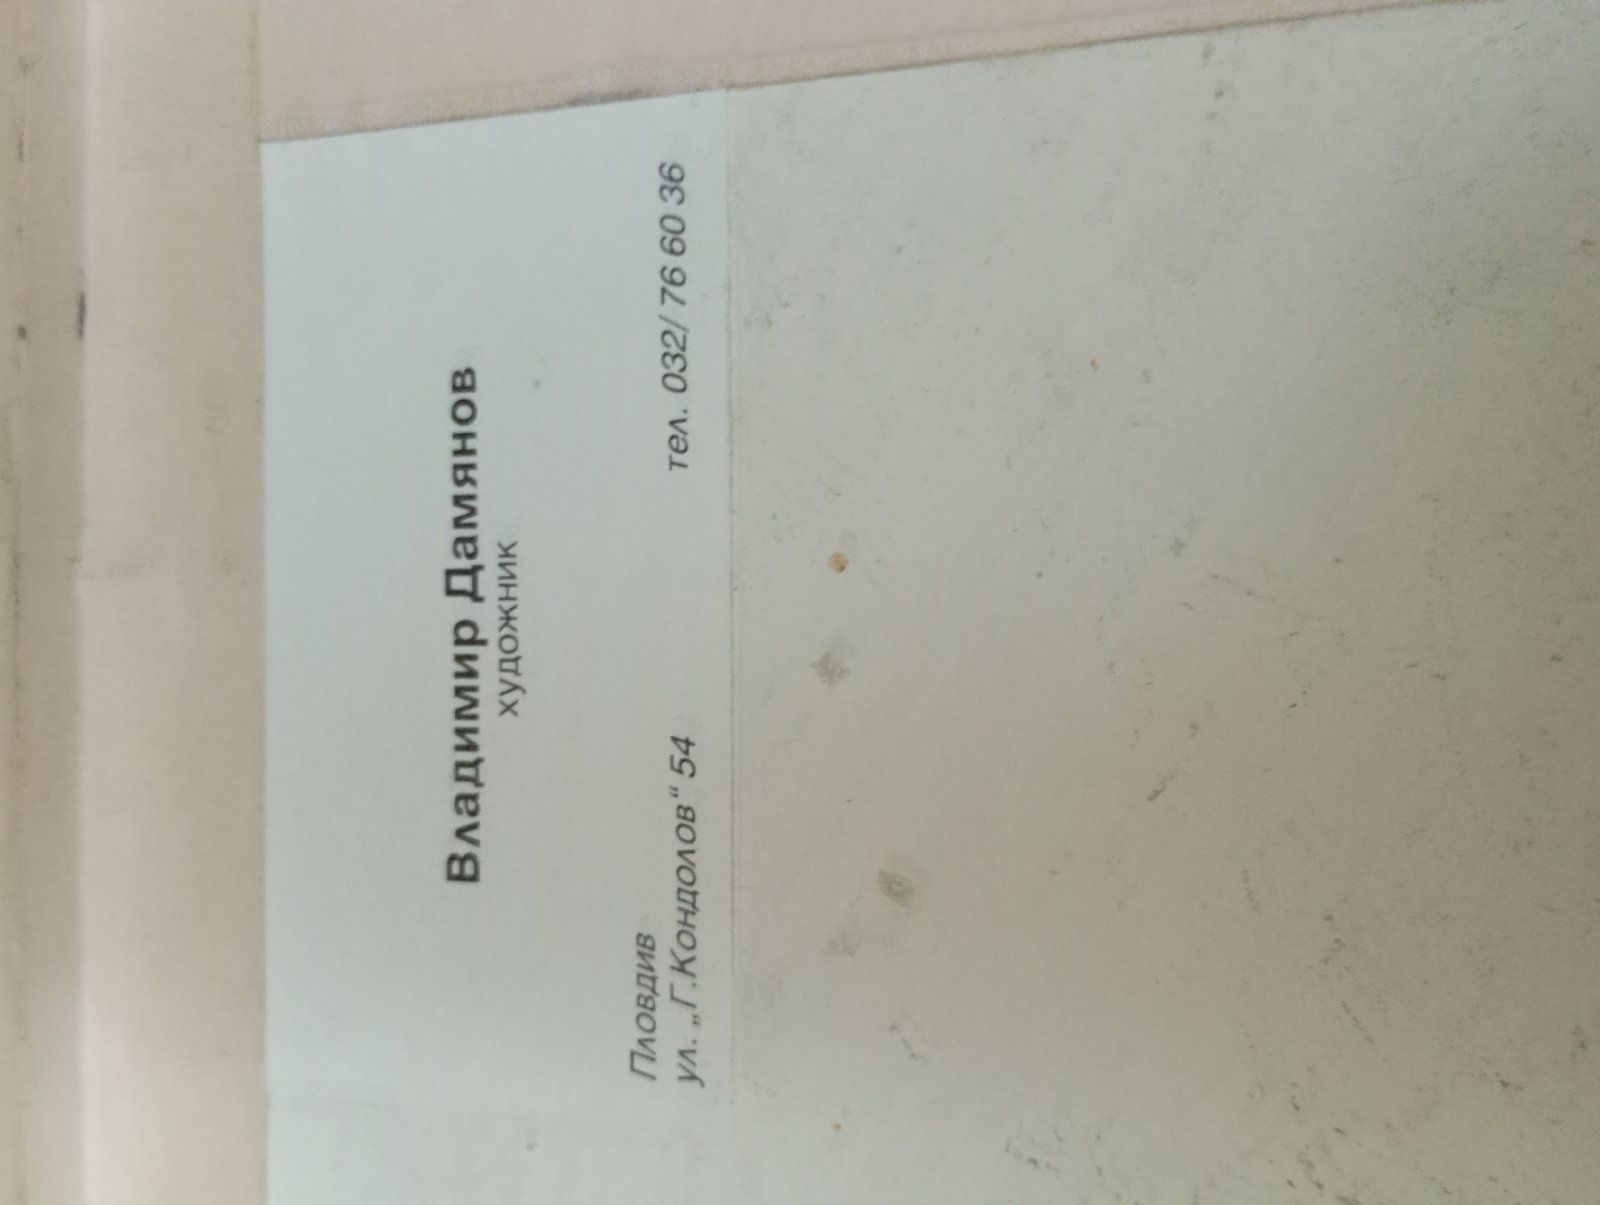 Владимир Дамянов
художник
Пловдив
ул. „Г.Кондолов“ 54
тел. 032/ 76 60 36